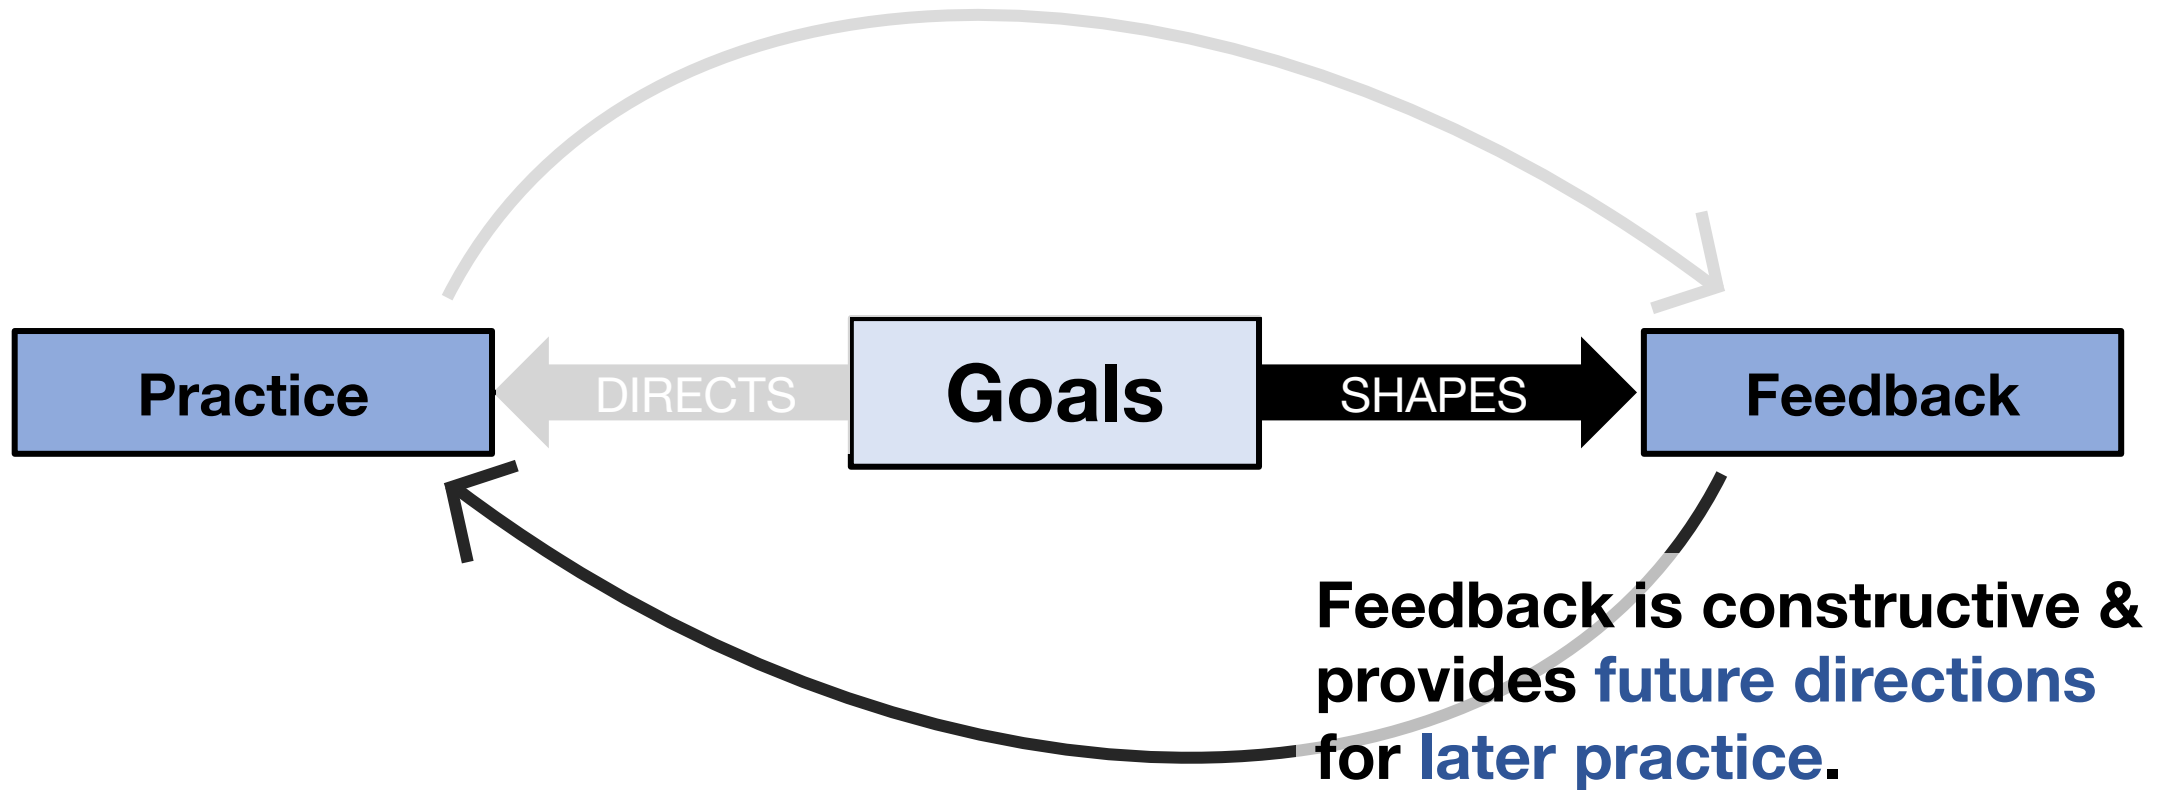 Practice
DIRECTS
Goals
SHAPES
Feedback
Feedback is constructive &
provides future directions
for later practice.